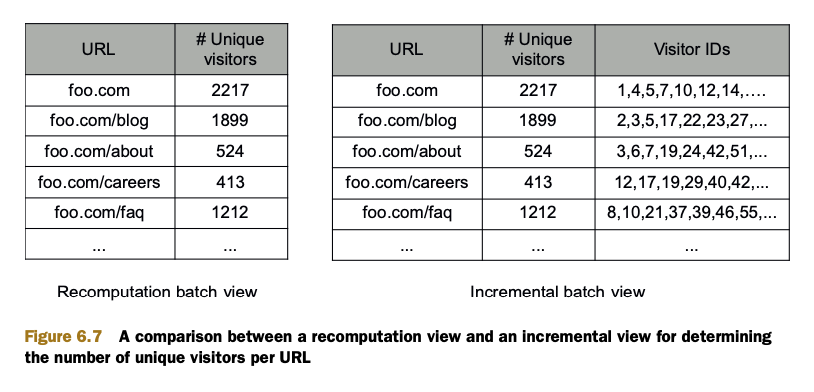 URL # Unique visitors
foo.com 2217
foo.com/blog 1899
foo.com/about 524
foo.com/careers 413
foo.com/faq 1212
... ...
Recomputation batch view
URL # Unique visitors Visitor IDs
foo.com 2217 1,4,5,7,10,12,14,....
foo.com/blog 1899 2,3,5,17,22,23,27,...
foo.com/about 524 3,6,7,19,24,42,51,...
foo.com/careers 413 12,17,19,29,40,42,...
foo.com/faq 1212 8,10,21,37,39,46,55,...
... ... ...
Incremental batch view
Figure 6.7 A comparison between a recomputation view and an incremental view for determining
the number of unique visitors per URL